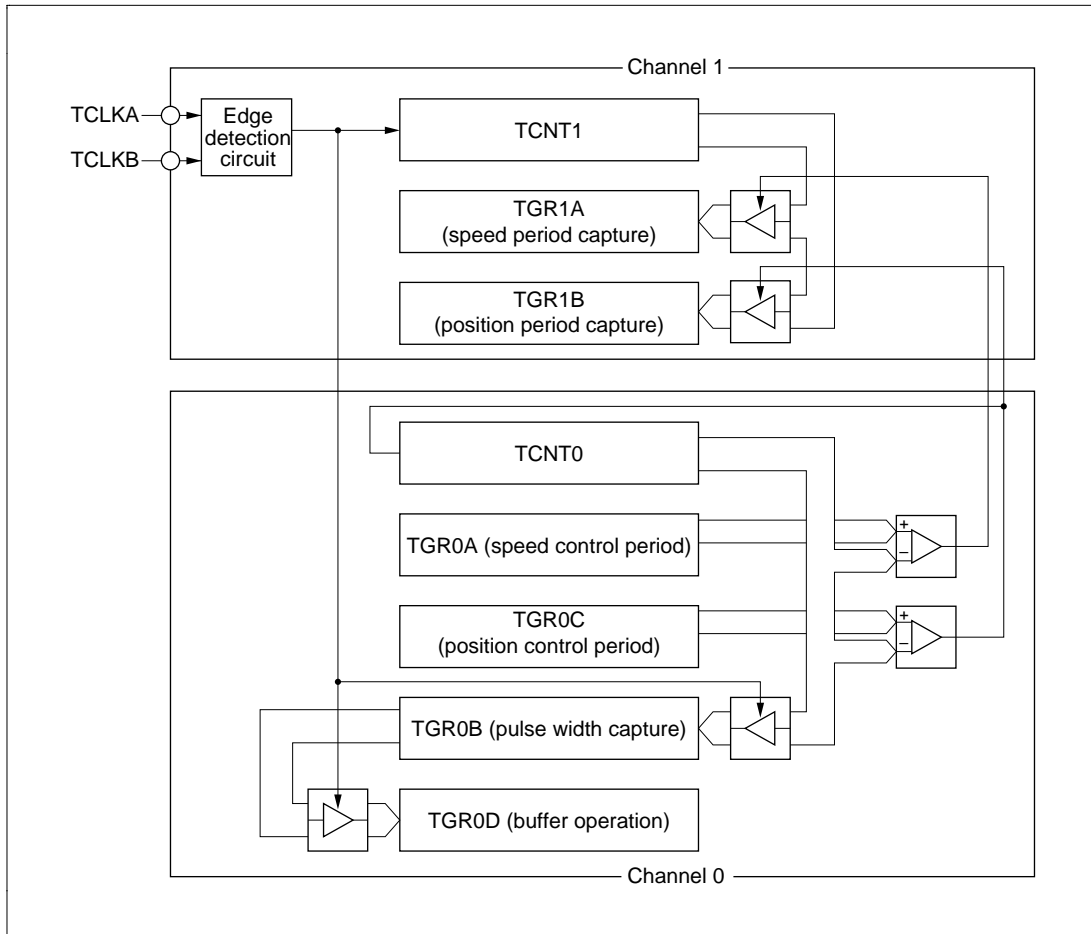 Channel 1
TCLKA
TCLKB
Edge
detection
circuit
TCNT1
TGR1A
(speed period capture)
TGR1B
(position period capture)
TCNT0
TGR0A (speed control period)
+
−
TGR0C
(position control period)
+
−
TGR0B (pulse width capture)
TGR0D (buffer operation)
Channel 0